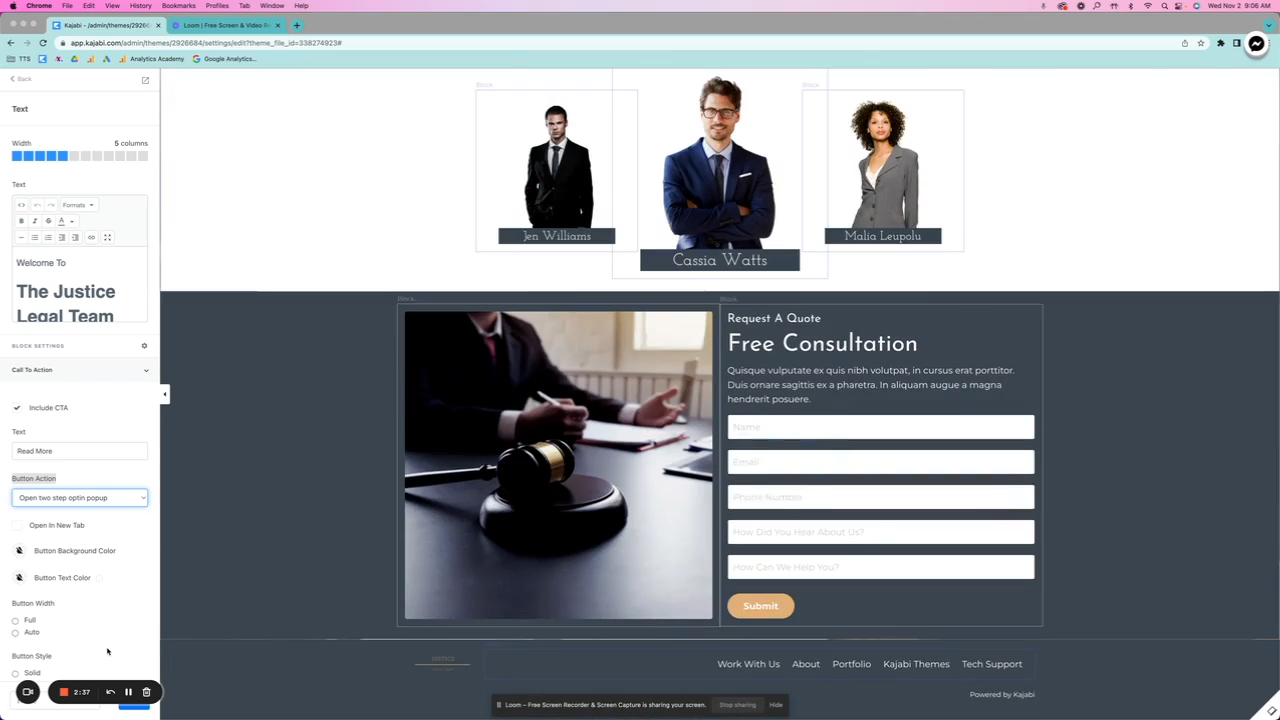 Chrome File Edit View History Bookmarks Profiles Tab Window Help
Wed Nov 2 9:06 AM
Kajabi - /admin/themes/2926
Loom | Free Screen & Video Re
app.kajabi.com/admin/themes/2926684/settings/edit?theme_file_id=338274923#
TTS
Analytics Academy
Google Analytics...
Back
Text
Width 5 columns
Text
Formats
Welcome To
The Justice
Legal Team
BLOCK SETTINGS
Call To Action
Include CTA
Text
Read More
Button Action
Open two step optin popup
Open In New Tab
Button Background Color
Button Text Color
Button Width
Full
Auto
Button Style
Solid
2:37
Block
Block
Jen Williams
Cassia Watts
Malia Leupolu
Block
Block
Request A Quote
Free Consultation
Quisque vulputate ex quis nibh volutpat, in cursus erat porttitor.
Duis ornare sagittis ex a pharetra. In aliquam augue a magna
hendrerit posuere.
Name
Email
Phone Number
How Did You Hear About Us?
How Can We Help You?
Submit
JUSTICE
Work With Us About Portfolio Kajabi Themes Tech Support
Powered by Kajabi
Loom – Free Screen Recorder & Screen Capture is sharing your screen. Stop sharing Hide